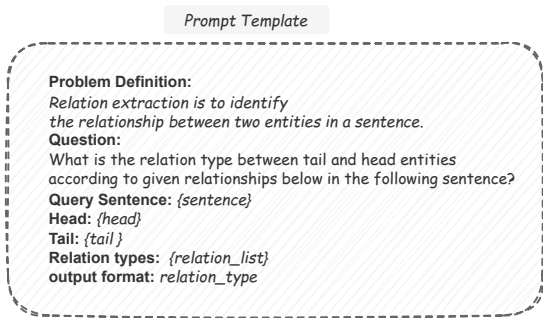 Prompt Template
Problem Definition:
Relation extraction is to identify
the relationship between two entities in a sentence.
Question:
What is the relation type between tail and head entities
according to given relationships below in the following sentence?
Query Sentence: {sentence}
Head: {head}
Tail: {tail }
Relation types: {relation_list}
output format: relation_type